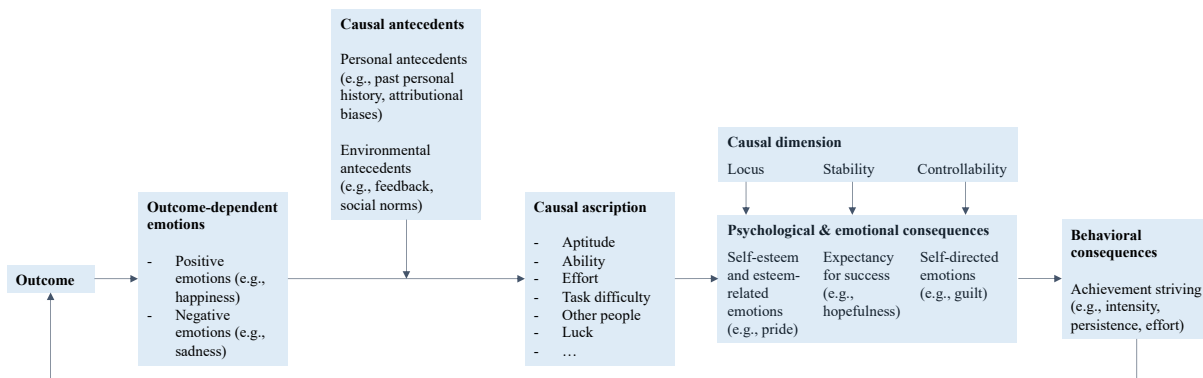 Outcome
Outcome-dependent
emotions
- Positive
emotions (e.g.,
happiness)
- Negative
emotions (e.g.,
sadness)
Causal antecedents
Personal antecedents
(e.g., past personal
history, attributional
biases)
Environmental
antecedents
(e.g., feedback,
social norms)
Causal ascription
- Aptitude
- Ability
- Effort
- Task difficulty
- Other people
- Luck
- …
Causal dimension
Locus
Stability
Controllability
Psychological & emotional consequences
Self-esteem
and esteem-
related
emotions
(e.g., pride)
Expectancy
for success
(e.g.,
hopefulness)
Self-directed
emotions
(e.g., guilt)
Behavioral
consequences
Achievement striving
(e.g., intensity,
persistence, effort)